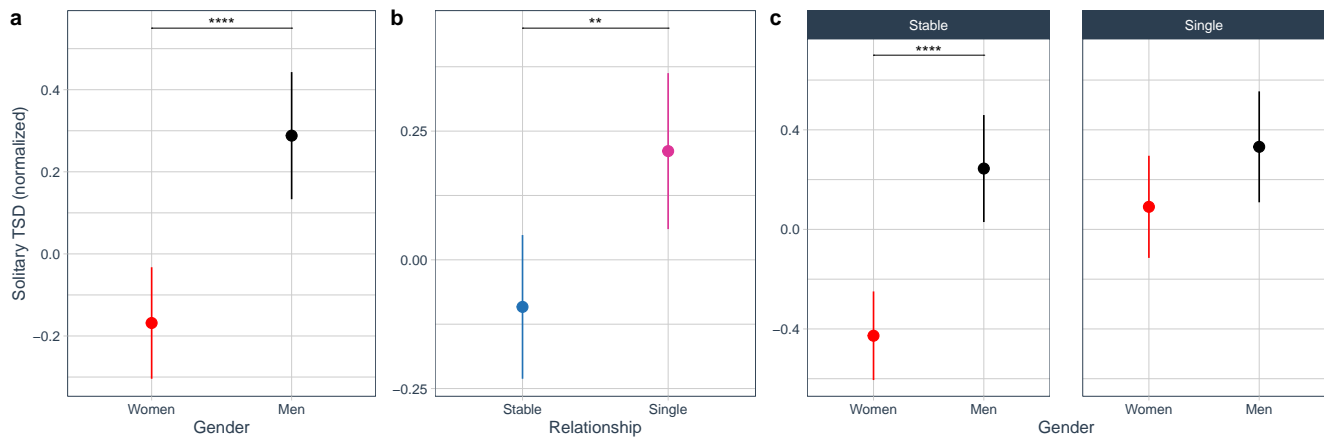 a
****
Solitary TSD (normalized)
0.4
0.2
0.0
−0.2
Women
Men
Gender
b
**
0.25
0.00
−0.25
Stable
Single
Relationship
c
Stable
Single
****
0.4
0.0
−0.4
Women
Men
Women
Men
Gender